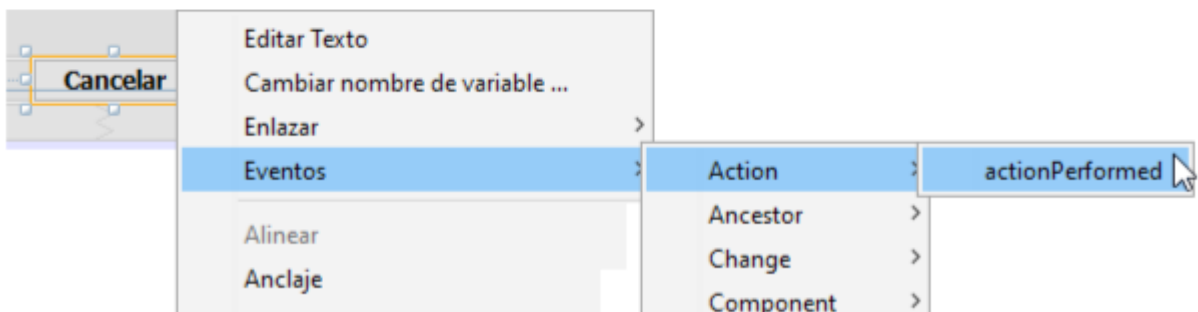 Cancelar
Editar Texto
Cambiar nombre de variable ...
Enlazar
Eventos
Alinear
Anclaje
Action
Ancestor
Change
Component
actionPerformed